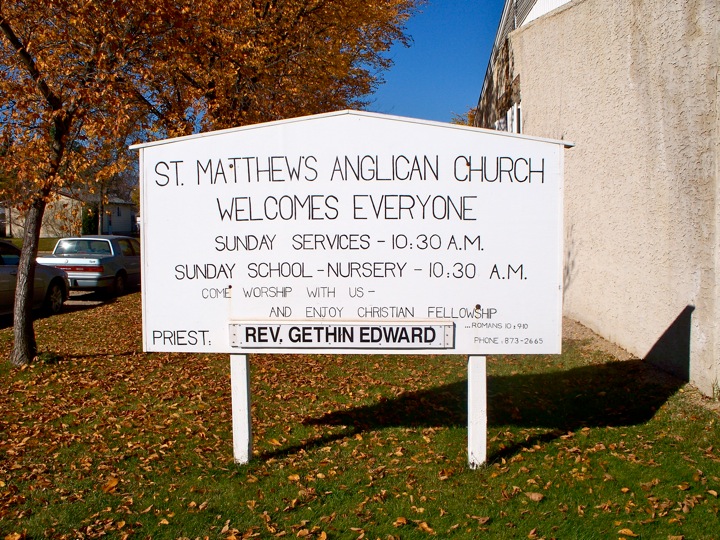 ST. MATTHEW'S ANGLICAN CHURCH
WELCOMES EVERYONE
SUNDAY SERVICES - 10:30 A.M.
SUNDAY SCHOOL - NURSERY - 10:30 A.M.
COME WORSHIP WITH US -
AND ENJOY CHRISTIAN FELLOWSHIP
...ROMANS 10:9,10
PRIEST: REV. GETHIN EDWARD PHONE: 873-2665